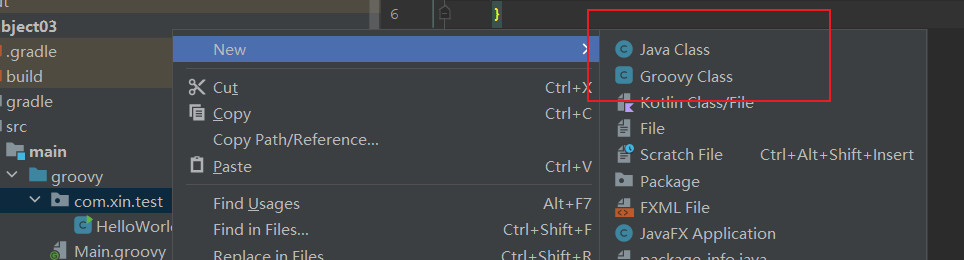 bject03
.gradle
build
gradle
src
main
groovy
com.xin.test
HelloWorl
Main.groovy
6 }
New
Cut Ctrl+X
Copy Ctrl+C
Copy Path/Reference...
Paste Ctrl+V
Find Usages Alt+F7
Find in Files... Ctrl+Shift+F
Replace in Files Ctrl+Shift+R
Java Class
Groovy Class
Kotlin Class/File
File
Scratch File Ctrl+Alt+Shift+Insert
Package
FXML File
JavaFX Application
package-info.java